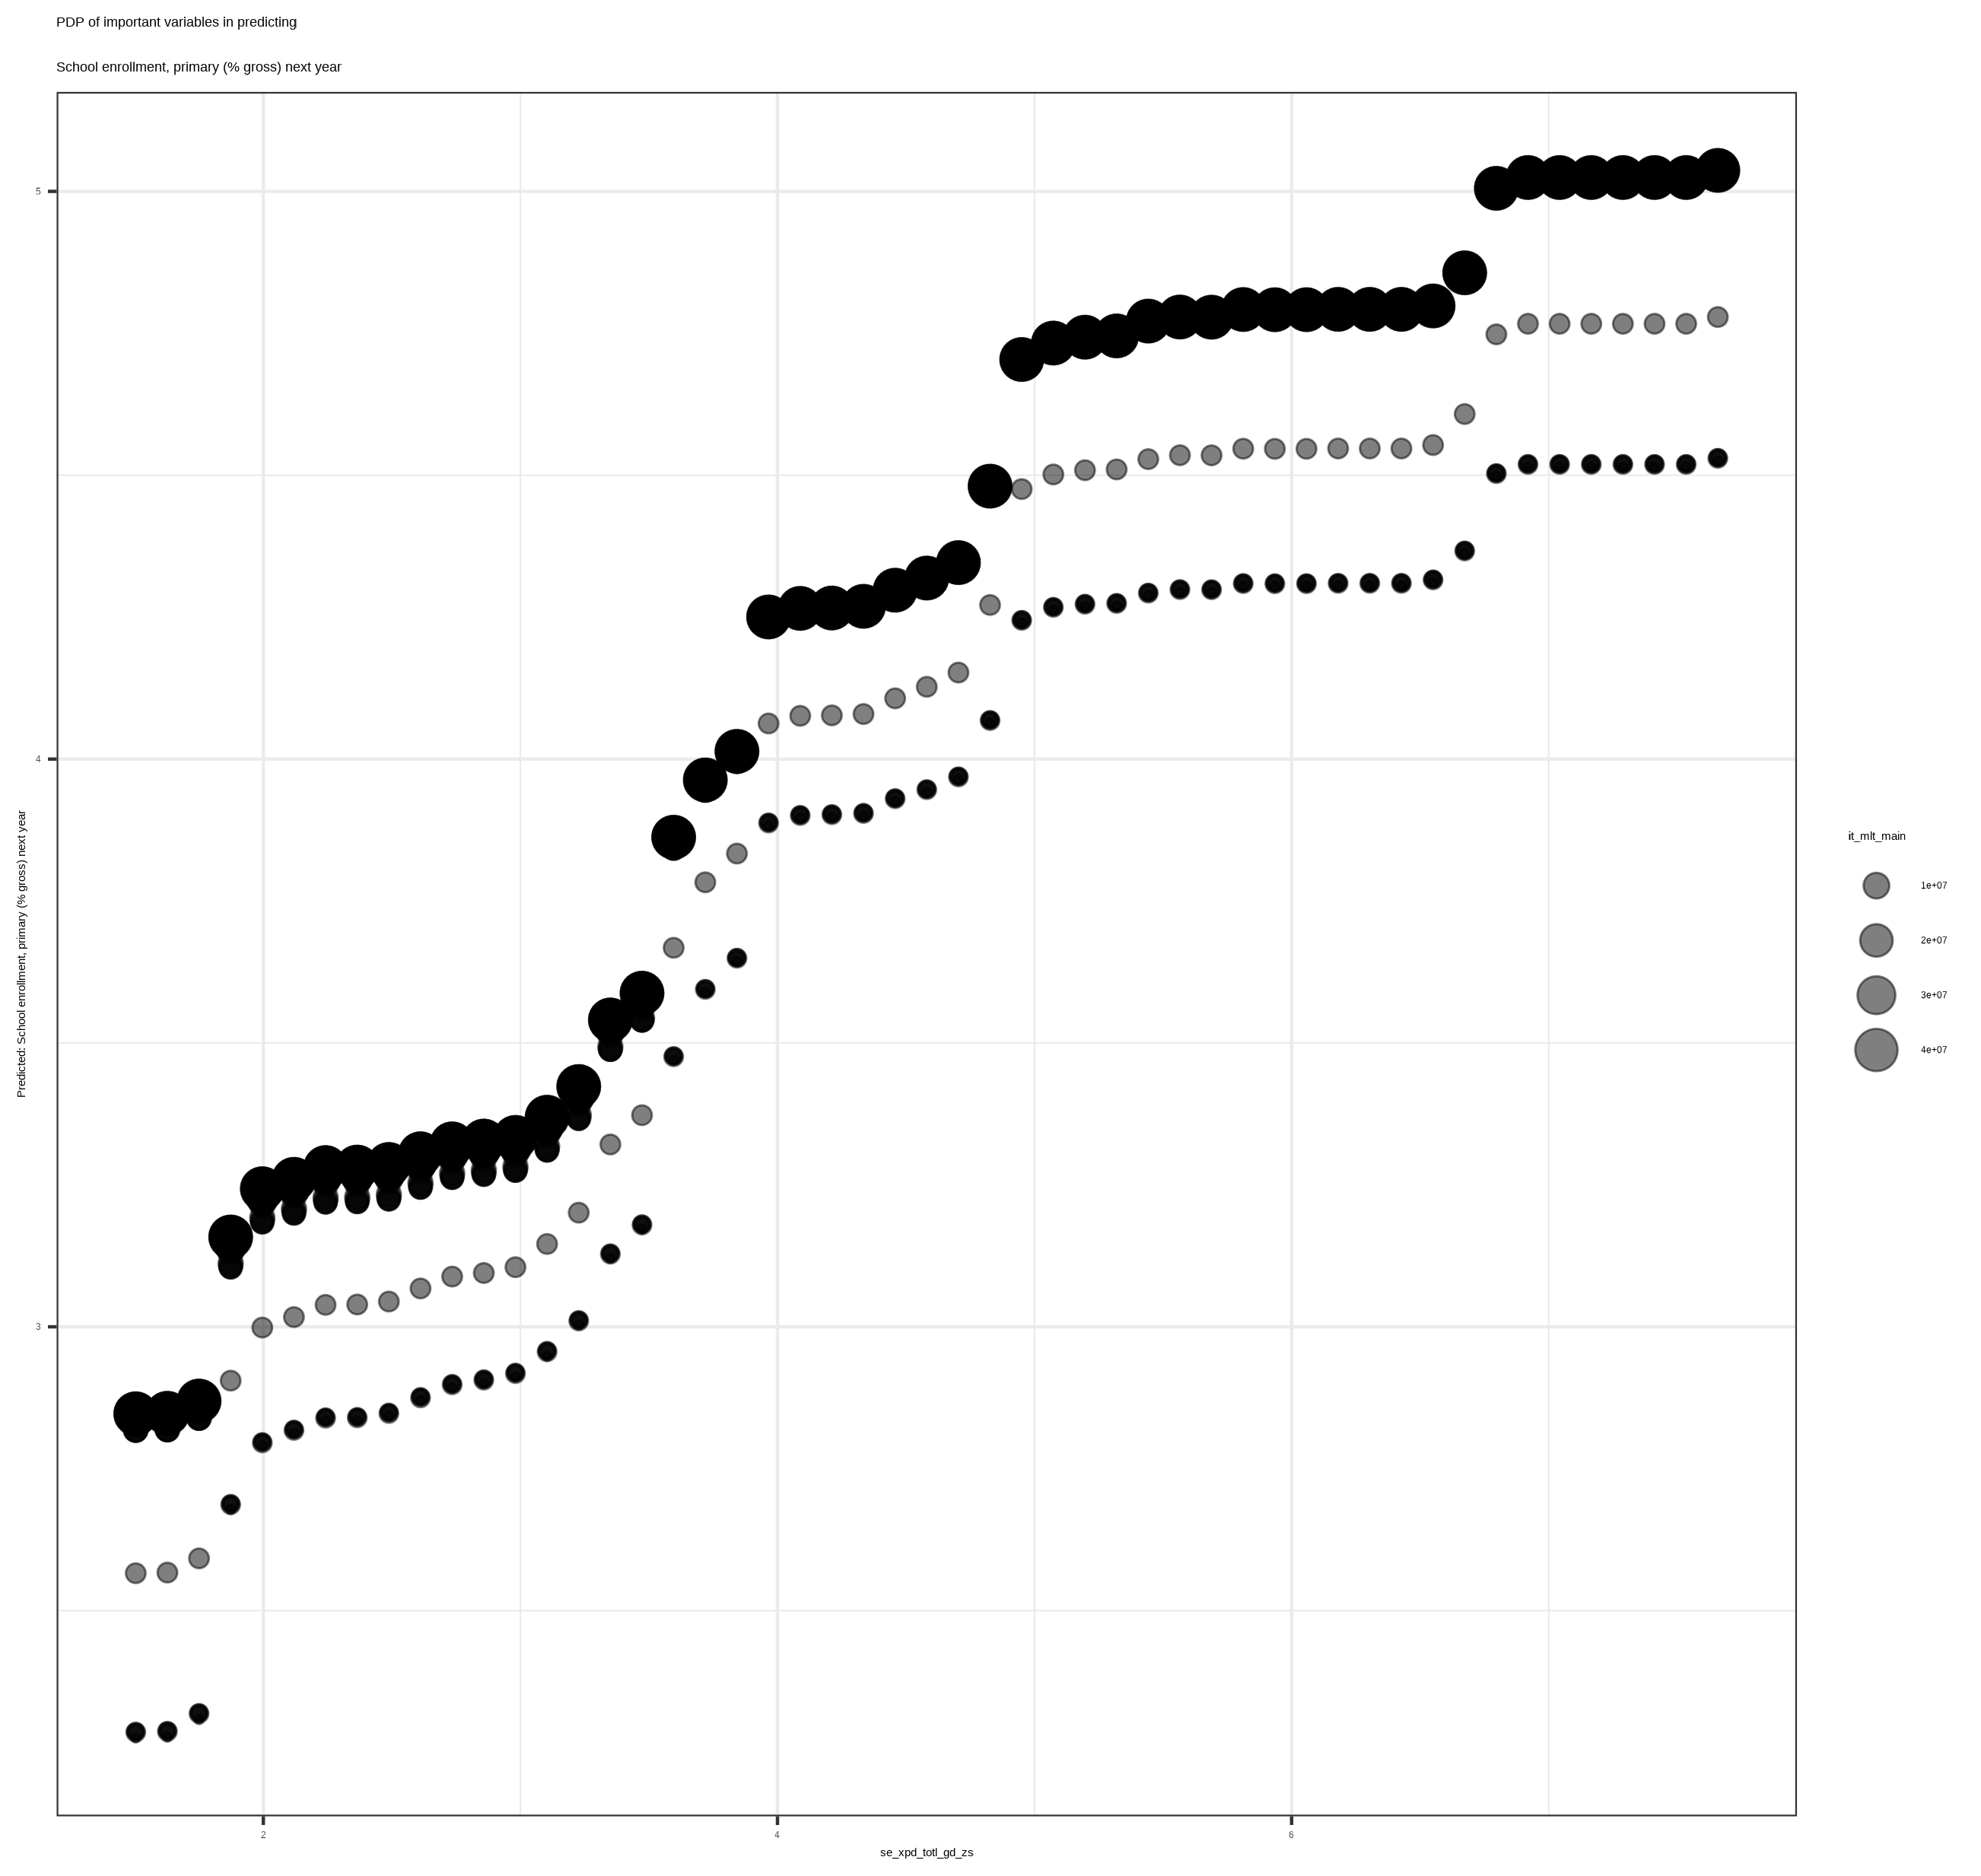 PDP of important variables in predicting
School enrollment, primary (% gross) next year
Predicted: School enrollment, primary (% gross) next year
5
4
3
2
4
6
se_xpd_totl_gd_zs
it_mlt_main
1e+07
2e+07
3e+07
4e+07